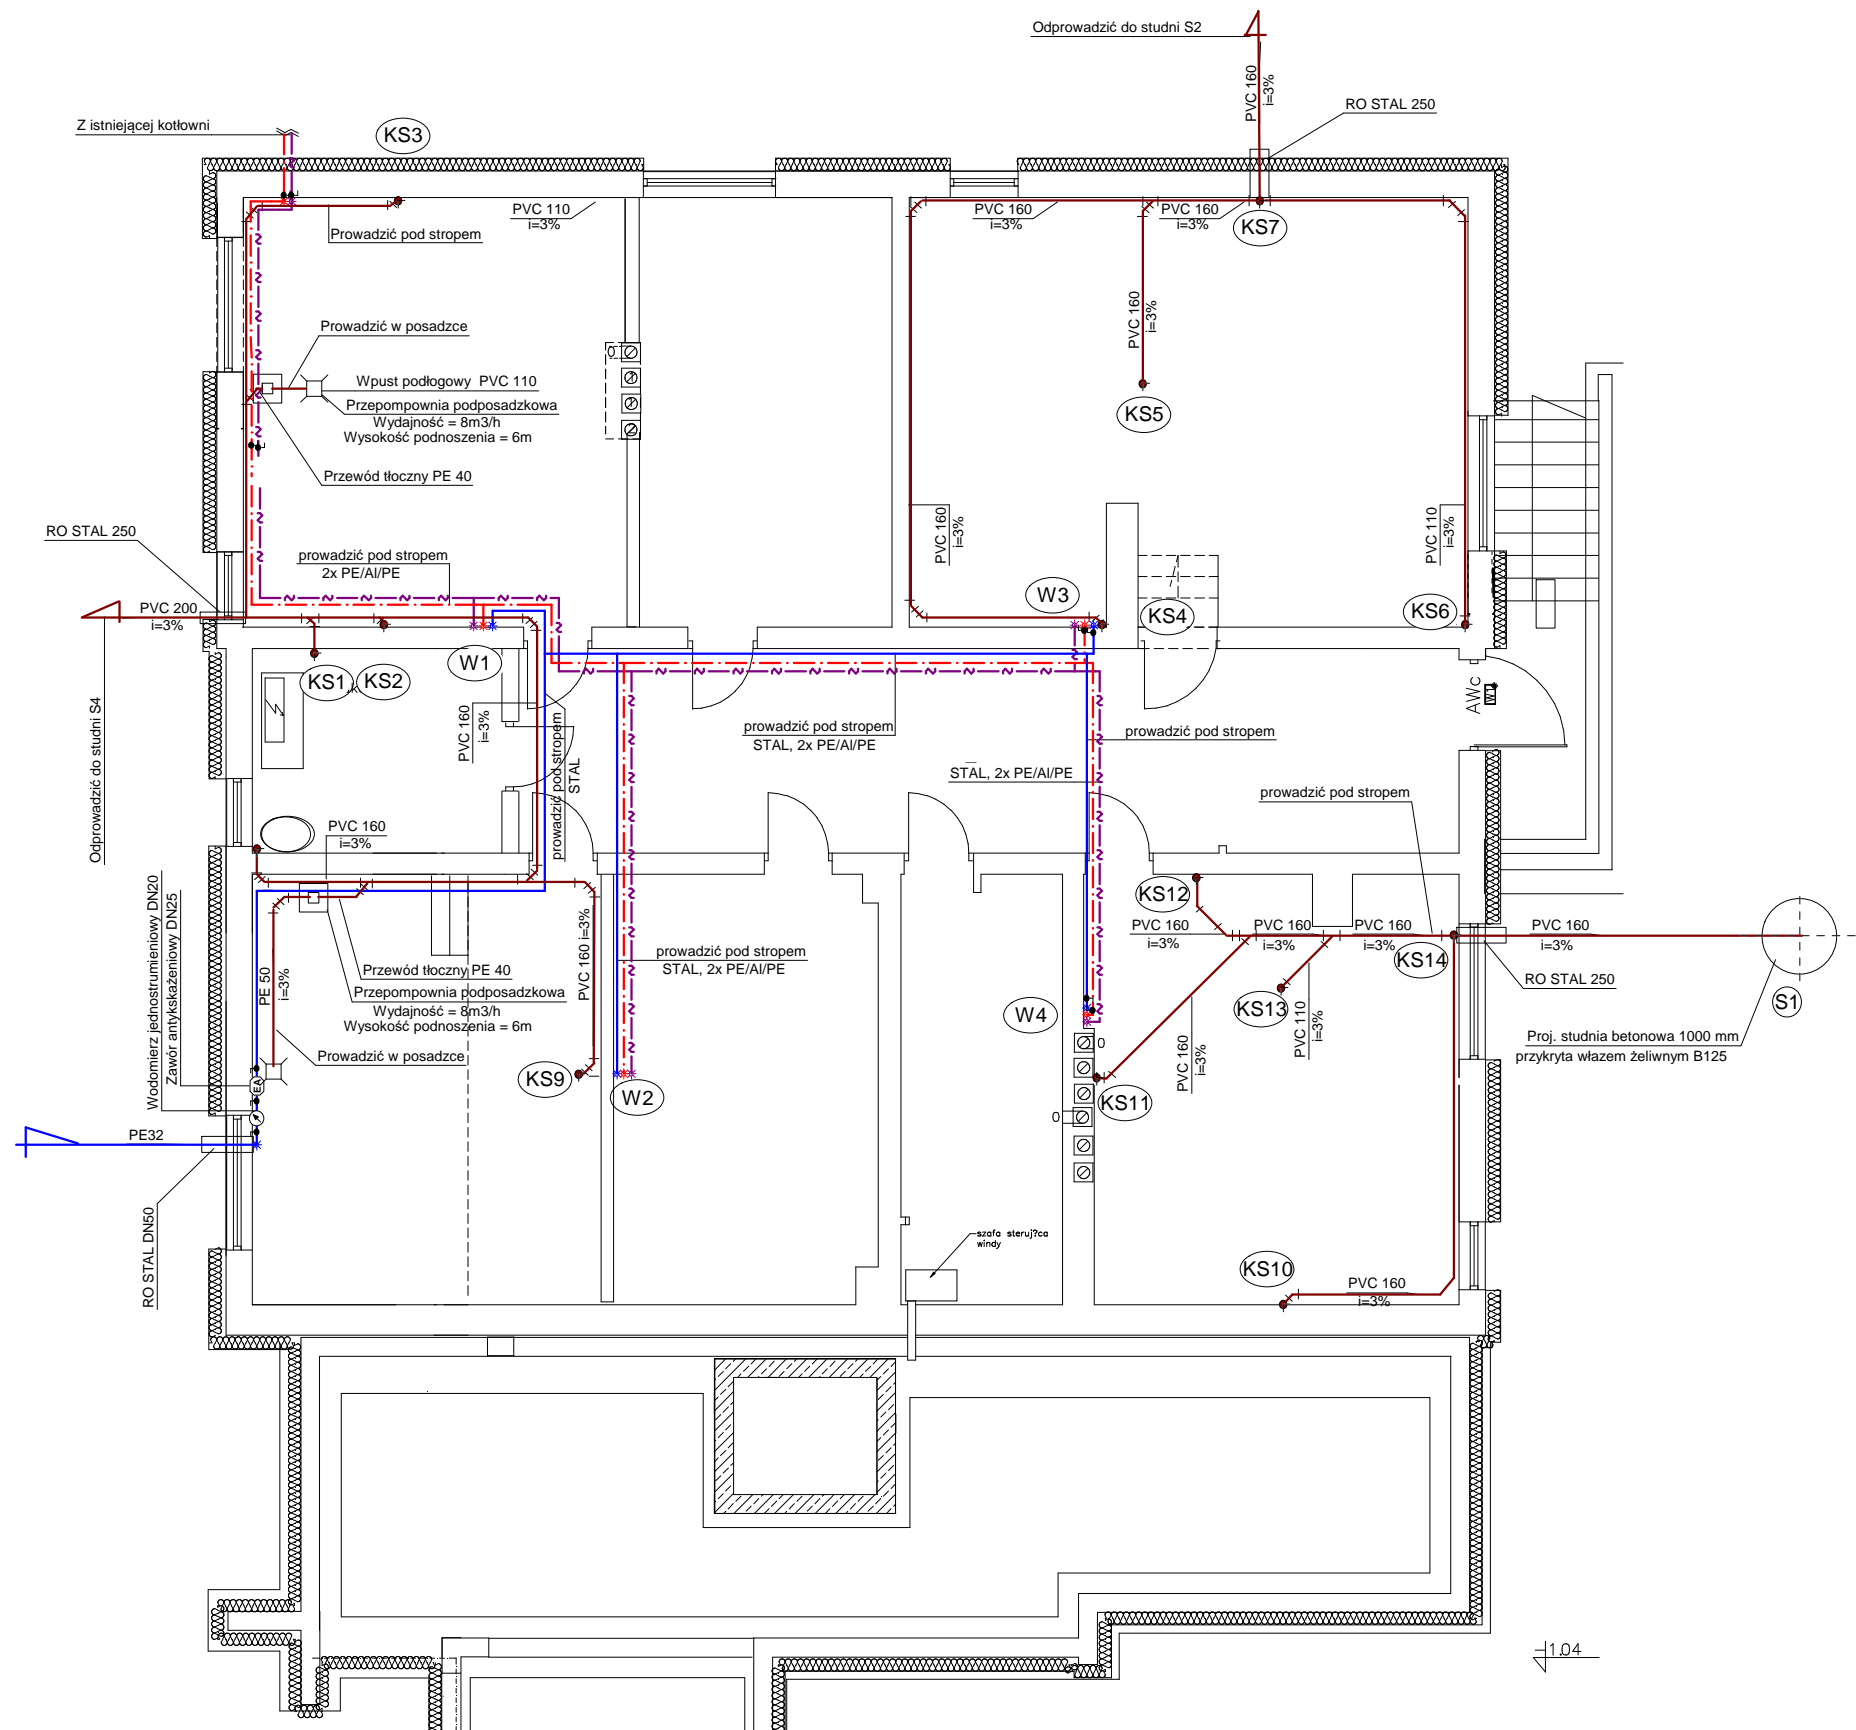 Odprowadzić do studni S2
PVC 160
i=3%
RO STAL 250
Z istniejącej kotłowni
KS3
PVC 110
i=3%
Prowadzić pod stropem
PVC 160
i=3%
PVC 160
i=3%
KS7
PVC 160
i=3%
Prowadzić w posadzce
Wpust podłogowy PVC 110
Przepompownia podposadzkowa
Wydajność = 8m3/h
Wysokość podnoszenia = 6m
KS5
Przewód tłoczny PE 40
RO STAL 250
prowadzić pod stropem
2x PE/Al/PE
PVC 160
i=3%
PVC 110
i=3%
PVC 200
i=3%
W3
KS4
KS6
KS1
KS2
W1
AWc
W1
Odprowadzić do studni S4
PVC 160
i=3%
prowadzić pod stropem
STAL
prowadzić pod stropem
STAL, 2x PE/Al/PE
prowadzić pod stropem
STAL, 2x PE/Al/PE
prowadzić pod stropem
PVC 160
i=3%
KS12
PVC 160
i=3%
PVC 160
i=3%
PVC 160
i=3%
PVC 160
i=3%
KS14
Wodomierz jednostrumieniowy DN20
Zawór antyskażeniowy DN25
PE 50
i=3%
Przewód tłoczny PE 40
Przepompownia podposadzkowa
Wydajność = 8m3/h
Wysokość podnoszenia = 6m
Prowadzić w posadzce
PVC 160 i=3%
prowadzić pod stropem
STAL, 2x PE/Al/PE
RO STAL 250
S1
KS13
W4
PVC 160
i=3%
PVC 110
i=3%
Proj. studnia betonowa 1000 mm
przykryta włazem żeliwnym B125
KS9
W2
KS11
EA
PE32
RO STAL DN50
szafa steruj?ca
windy
KS10
PVC 160
i=3%
1.04